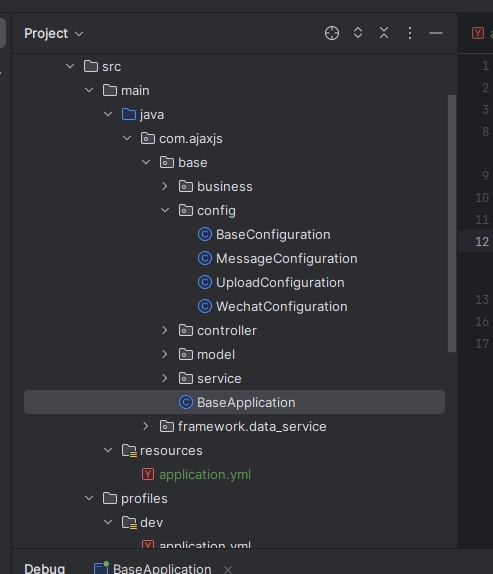 Project
src
main
java
com.ajaxjs
base
business
config
BaseConfiguration
MessageConfiguration
UploadConfiguration
WechatConfiguration
controller
model
service
BaseApplication
framework.data_service
resources
application.yml
profiles
dev
application.yml
Debug BaseApplication
1
2
3
8
9
10
11
12
13
16
17